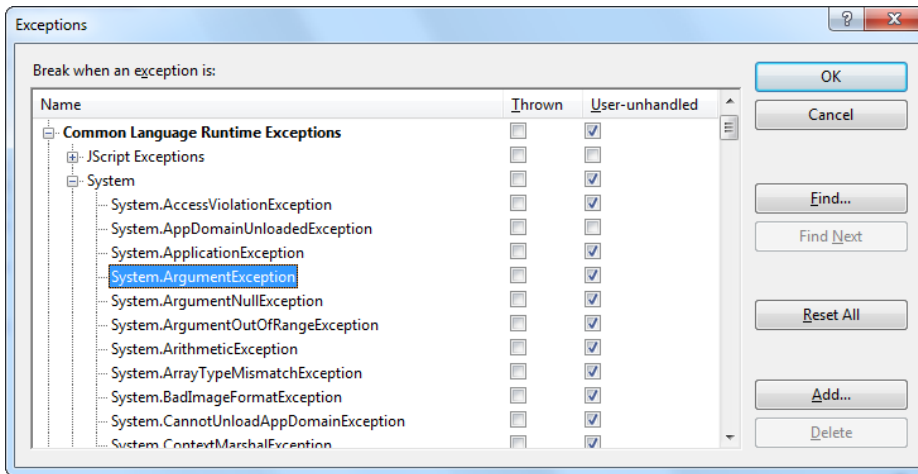 Exceptions
Break when an exception is:
Name Thrown User-unhandled
Common Language Runtime Exceptions
JScript Exceptions
System
System.AccessViolationException
System.AppDomainUnloadedException
System.ApplicationException
System.ArgumentException
System.ArgumentNullException
System.ArgumentOutOfRangeException
System.ArithmeticException
System.ArrayTypeMismatchException
System.BadImageFormatException
System.CannotUnloadAppDomainException
System.ContextMarshalException
OK
Cancel
Find...
Find Next
Reset All
Add...
Delete